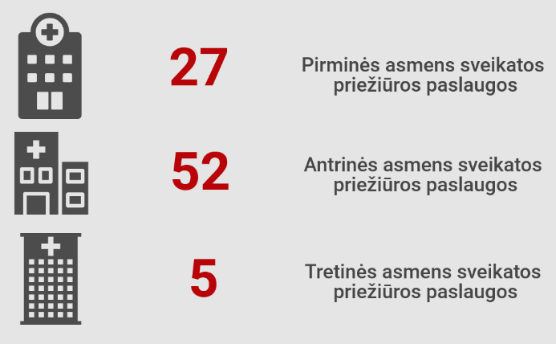 27
Pirminės asmens sveikatos
priežiūros paslaugos
52
Antrinės asmens sveikatos
priežiūros paslaugos
5
Tretinės asmens sveikatos
priežiūros paslaugos